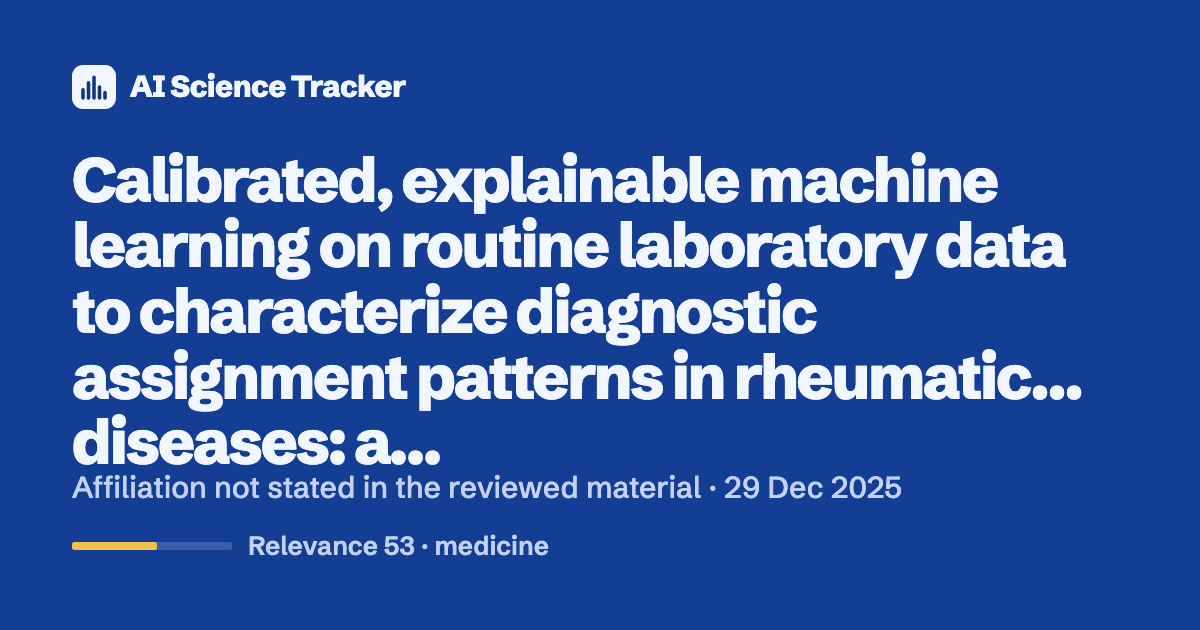 AI Science Tracker
Calibrated, explainable machine
learning on routine laboratory data
to characterize diagnostic
assignment patterns in rheumatic…
diseases: a…
Affiliation not stated in the reviewed material · 29 Dec 2025
Relevance 53 · medicine